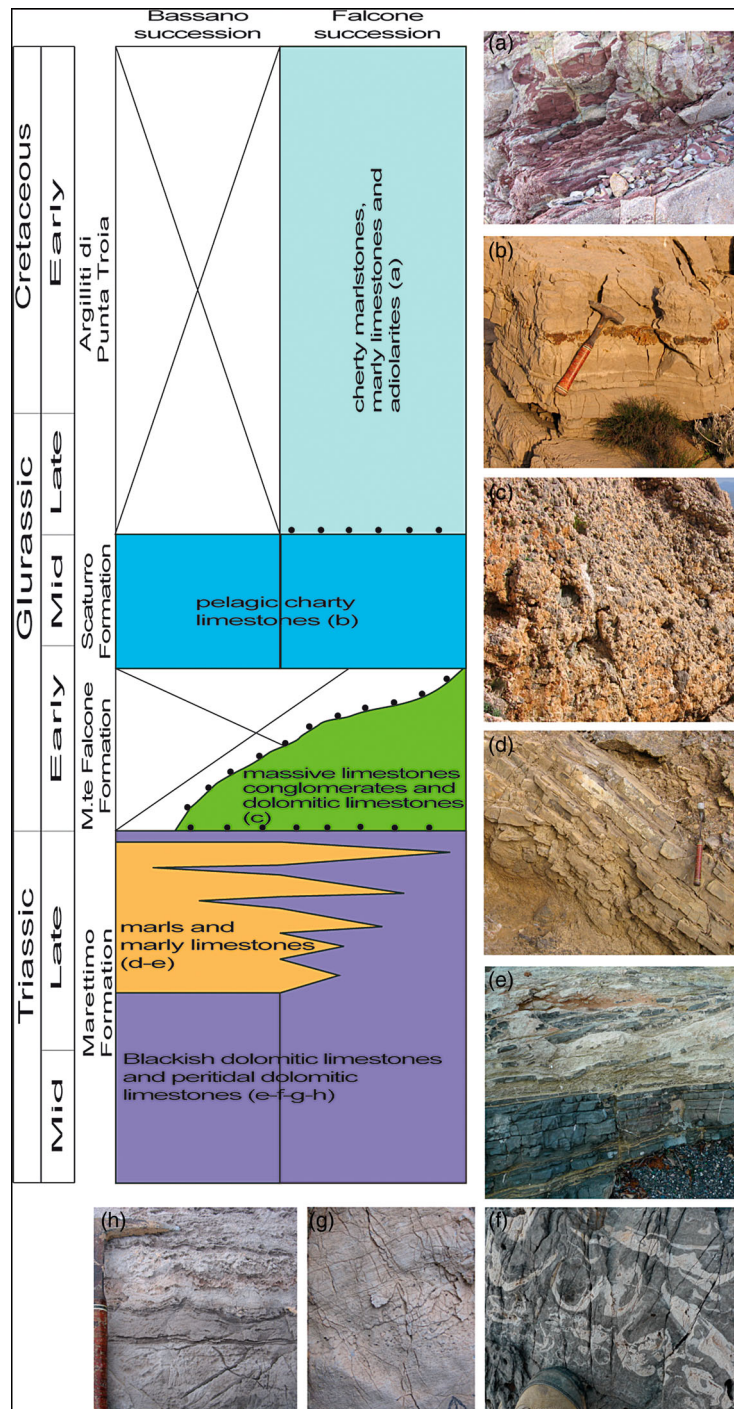 Bassano
succession
Falcone
succession
Cretaceous
Early
Argilliti di
Punta Troia
cherty marlstones,
marly limestones and
adiolarites (a)
Glurassic
Late
Mid
Scaturro
Formation
pelagic charty
limestones (b)
Early
M.te Falcone
Formation
massive limestones
conglomerates and
dolomitic limestones
(c)
Triassic
Late
Marettimo
Formation
marls and
marly limestones
(d-e)
Mid
Blackish dolomitic limestones
and peritidal dolomitic
limestones (e-f-g-h)
(a)
(b)
(c)
(d)
(e)
(f)
(g)
(h)